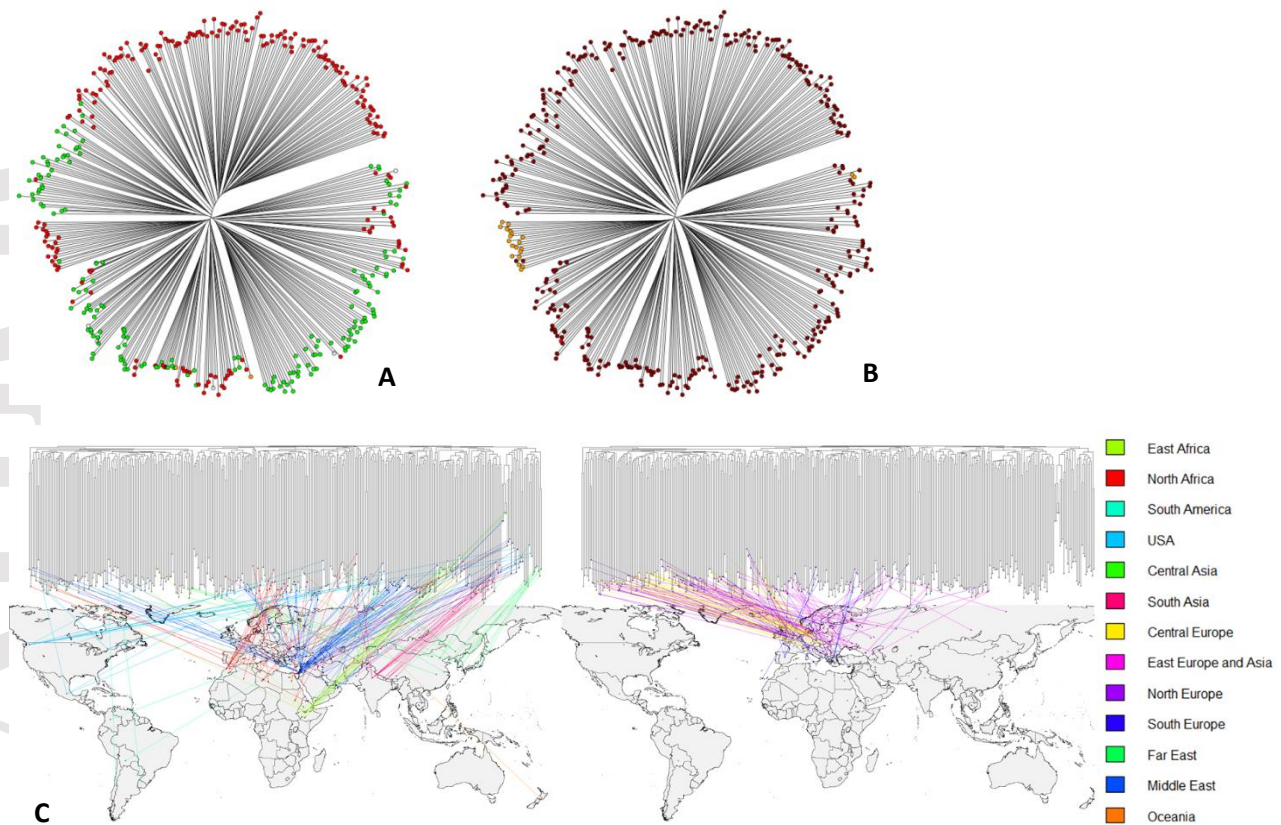 A
B
C
East Africa
North Africa
South America
USA
Central Asia
South Asia
Central Europe
East Europe and Asia
North Europe
South Europe
Far East
Middle East
Oceania